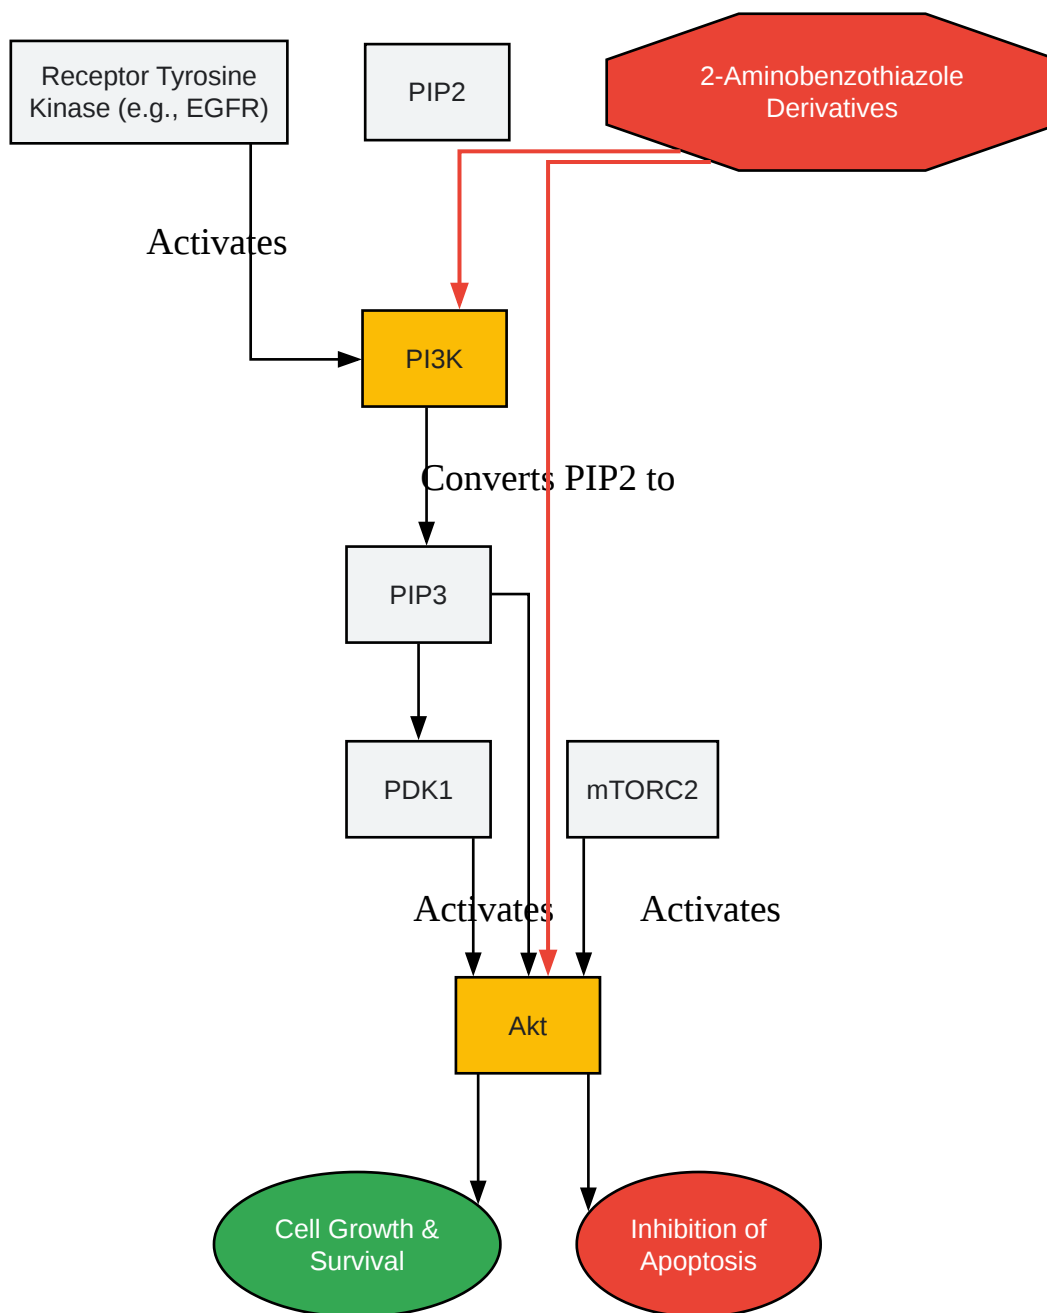 Receptor Tyrosine
Kinase (e.g., EGFR)
PIP2
2-Aminobenzothiazole
Derivatives
Activates
PI3K
Converts PIP2 to
PIP3
PDK1
mTORC2
Activates
Activates
Akt
Cell Growth &
Survival
Inhibition of
Apoptosis